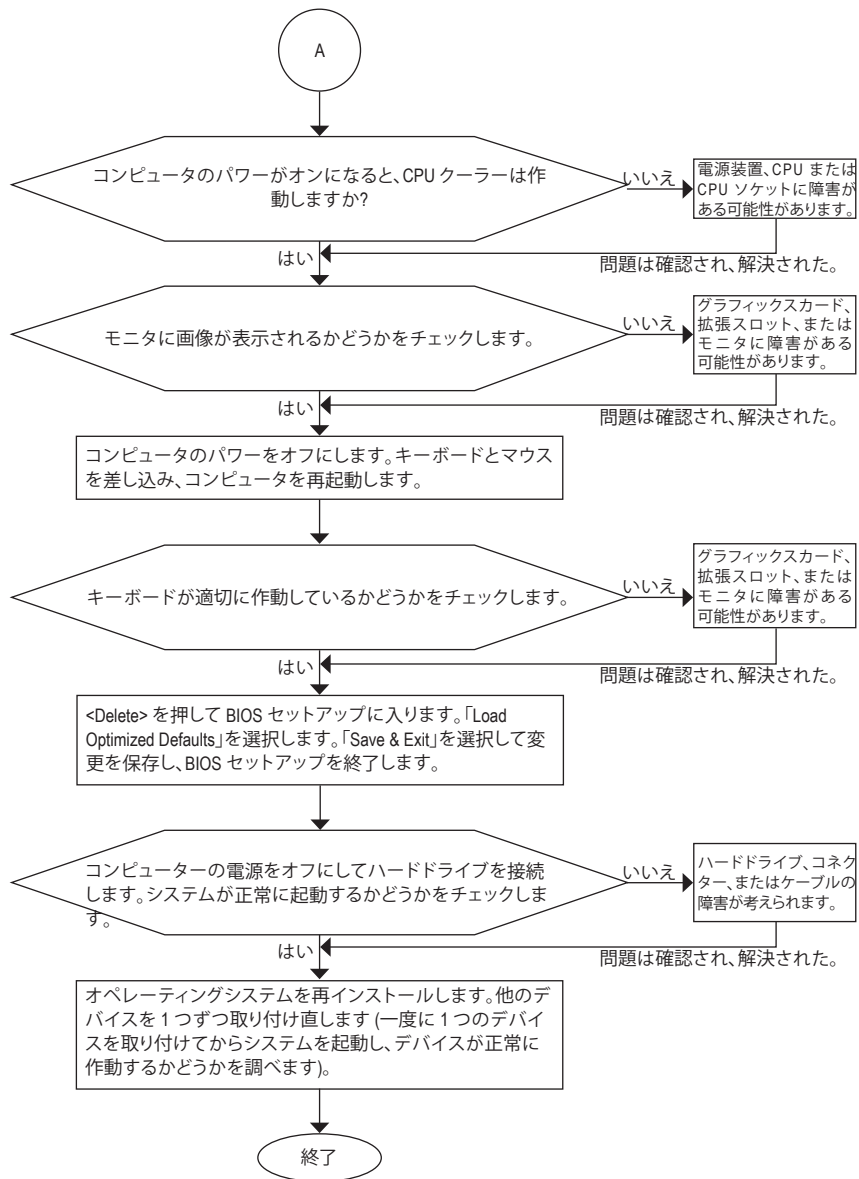 A
コンピュータのパワーがオンになると、CPU クーラーは作
動しますか?
いいえ
電源装置、CPU または
CPU ソケットに障害が
ある可能性があります。
はい
問題は確認され、解決された。
モニタに画像が表示されるかどうかをチェックします。
いいえ
グラフィックスカード、
拡張スロット、または
モニタに障害がある
可能性があります。
はい
問題は確認され、解決された。
コンピュータのパワーをオフにします。キーボードとマウス
を差し込み、コンピュータを再起動します。
キーボードが適切に作動しているかどうかをチェックします。
いいえ
グラフィックスカード、
拡張スロット、または
モニタに障害がある
可能性があります。
はい
問題は確認され、解決された。
<Delete> を押して BIOS セットアップに入ります。「Load
Optimized Defaults」を選択します。「Save & Exit」を選択して変
更を保存し、BIOS セットアップを終了します。
コンピューターの電源をオフにしてハードドライブを接続
します。システムが正常に起動するかどうかをチェックしま
す。
いいえ
ハードドライブ、コネク
ター、またはケーブルの
障害が考えられます。
はい
問題は確認され、解決された。
オペレーティングシステムを再インストールします。他のデ
バイスを 1 つずつ取り付け直します (一度に 1 つのデバイ
スを取り付けてからシステムを起動し、デバイスが正常に
作動するかどうかを調べます)。
終了